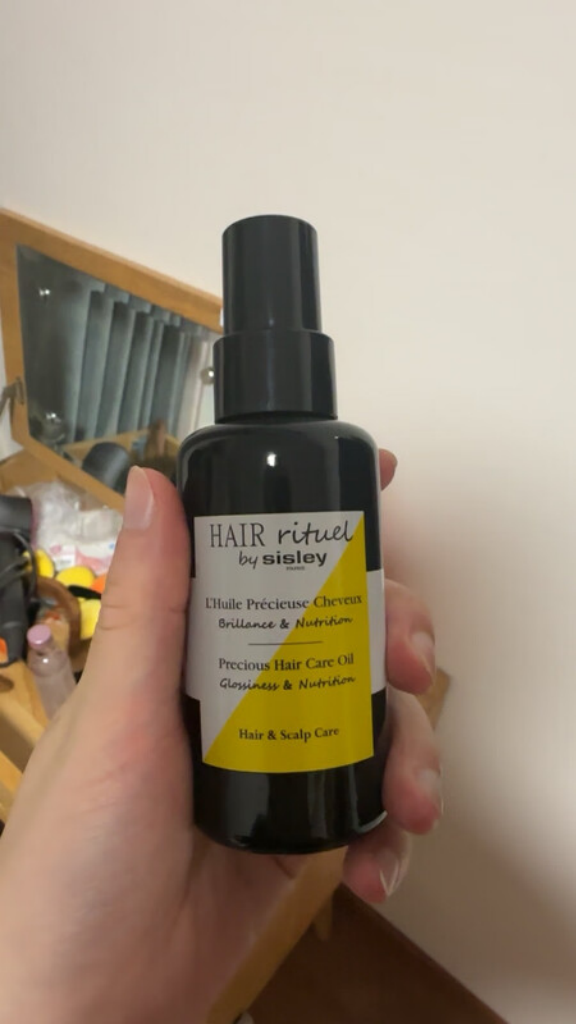 HAIR rituel
by sisley
PARIS
L'Huile Précieuse Cheveux
Brillance & Nutrition
Precious Hair Care Oil
Glossiness & Nutrition
Hair & Scalp Care